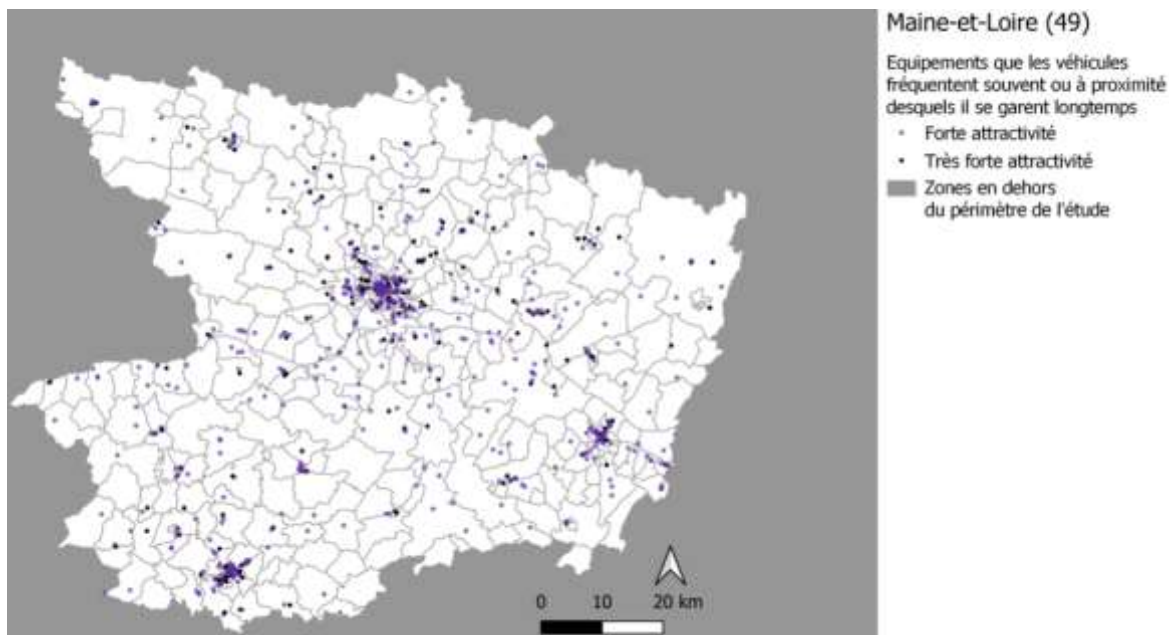 Maine-et-Loire (49)
Equipements que les véhicules
fréquentent souvent ou à proximité
desquels il se garent longtemps
Forte attractivité
Très forte attractivité
Zones en dehors
du périmètre de l'étude
0 10 20 km